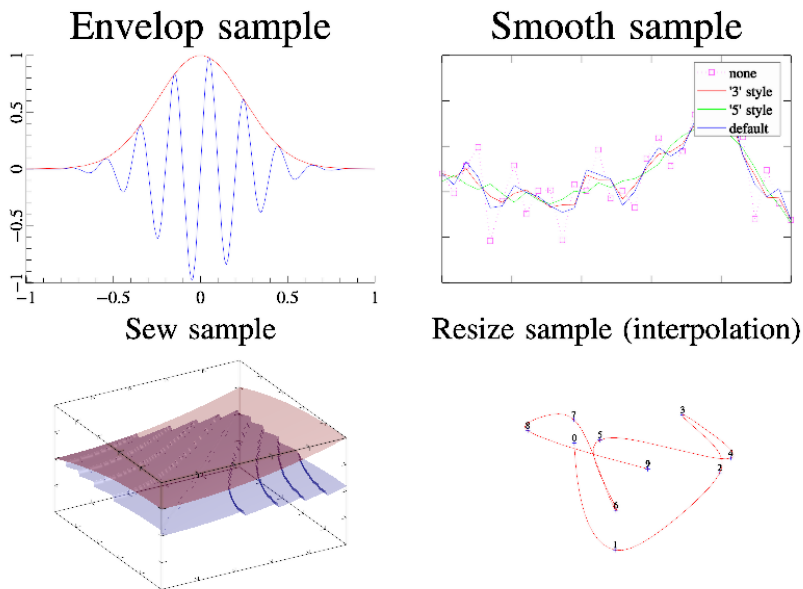 Envelop sample
Smooth sample
1
0.5
0
−0.5
−1
−1
−0.5
0
0.5
1
none
'3' style
'5' style
default
Sew sample
Resize sample (interpolation)
7
8
0
5
3
4
2
9
6
1